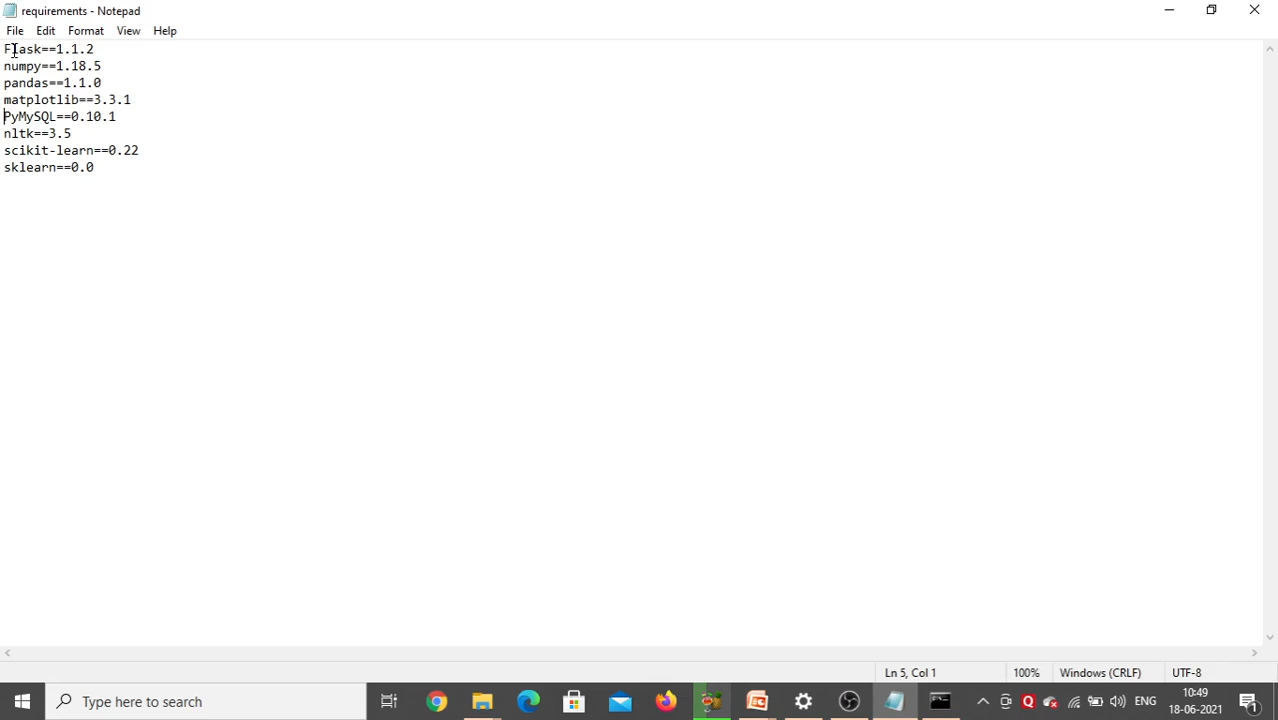 requirements - Notepad
File Edit Format View Help
Flask==1.1.2
numpy==1.18.5
pandas==1.1.0
matplotlib==3.3.1
PyMySQL==0.10.1
nltk==3.5
scikit-learn==0.22
sklearn==0.0
Ln 5, Col 1 100% Windows (CRLF) UTF-8
Type here to search
ENG
10:49
18-06-2021
1